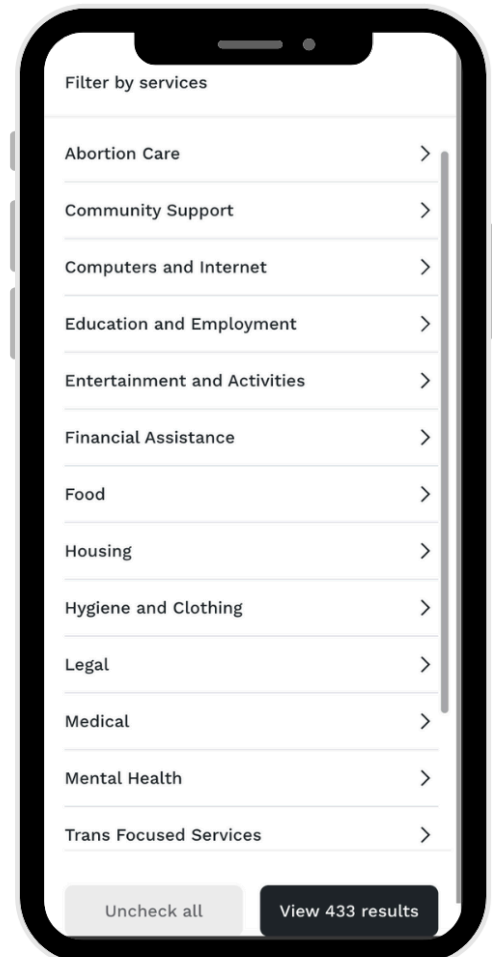 Filter by services
Abortion Care
Community Support
Computers and Internet
Education and Employment
Entertainment and Activities
Financial Assistance
Food
Housing
Hygiene and Clothing
Legal
Medical
Mental Health
Trans Focused Services
Uncheck all
View 433 results